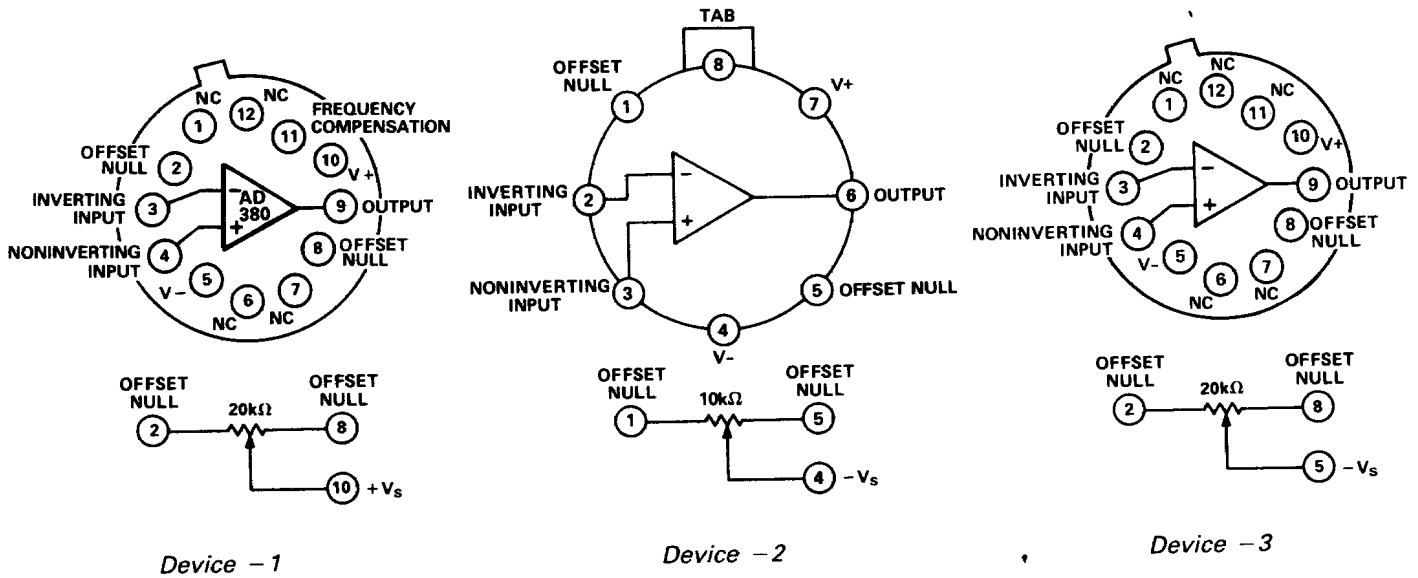 NC
NC
FREQUENCY
COMPENSATION
12
1
11
10
V+
OFFSET
NULL
2
INVERTING
INPUT
3
−
AD
380
+
9
OUTPUT
NONINVERTING
INPUT
4
8
OFFSET
NULL
V−
5
6
7
NC
NC
OFFSET
NULL
2
20kΩ
OFFSET
NULL
8
10
+VS
Device −1
TAB
8
OFFSET
NULL
1
V+
7
INVERTING
INPUT
2
−
+
6
OUTPUT
NONINVERTING
INPUT
3
5
OFFSET NULL
4
V−
OFFSET
NULL
1
10kΩ
OFFSET
NULL
5
4
−VS
Device −2
NC
NC
NC
1
12
11
10
V+
OFFSET
NULL
2
INVERTING
INPUT
3
−
+
9
OUTPUT
NONINVERTING
INPUT
4
8
OFFSET
NULL
V−
5
6
7
NC
NC
OFFSET
NULL
2
20kΩ
OFFSET
NULL
8
5
−VS
Device −3